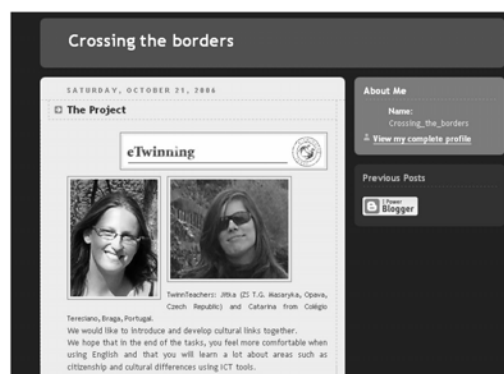 Crossing the borders
SATURDAY, OCTOBER 21, 2006
The Project
eTwinning
TwinnTeachers: Jitka (ZS T.G. Masaryka, Opava,
Czech Republic) and Catarina from Colégio
Teresiano, Braga, Portugal.
We would like to introduce and develop cultural links together.
We hope that in the end of the tasks, you feel more comfortable when
using English and that you will learn a lot about areas such as
citizenship and cultural differences using ICT tools.
About Me
Name:
Crossing_the_borders
View my complete profile
Previous Posts
I Power
Blogger